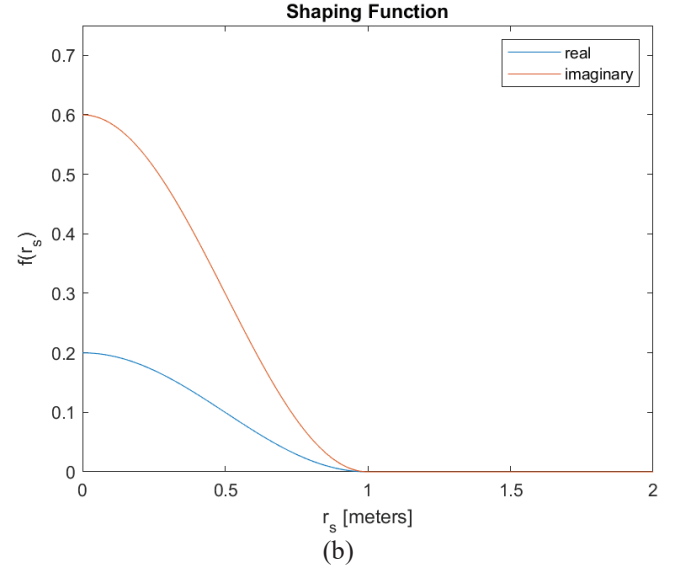 Shaping Function
real
imaginary
0.7
0.6
0.5
0.4
0.3
0.2
0.1
0
f(r_s)
0
0.5
1
1.5
2
r_s [meters]
(b)